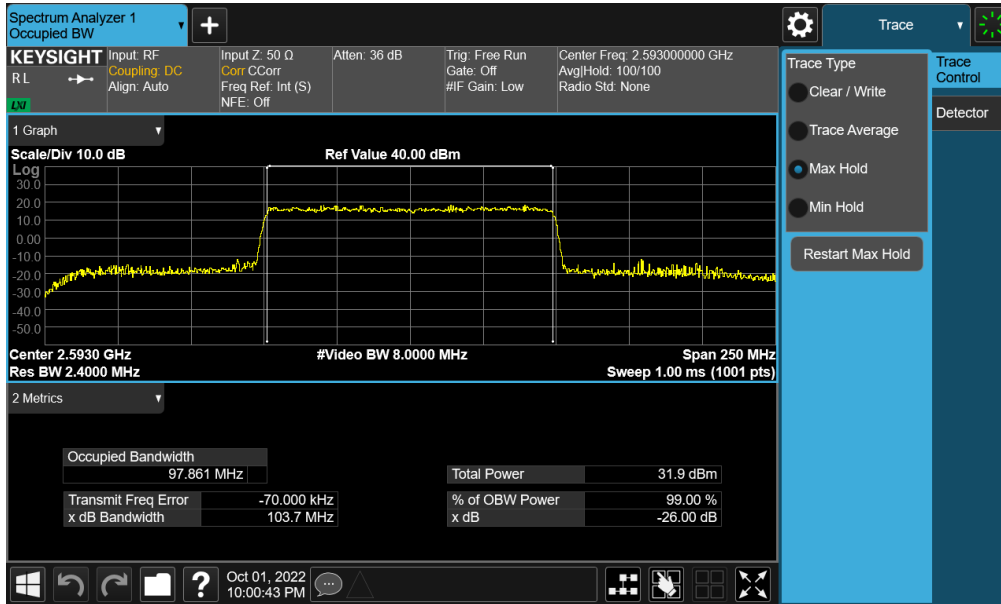 Spectrum Analyzer 1
Occupied BW
Trace
KEYSIGHT
R L
LXI
Input: RF
Coupling: DC
Align: Auto
Input Z: 50 Ω
Corr CCorr
Freq Ref: Int (S)
NFE: Off
Atten: 36 dB
Trig: Free Run
Gate: Off
#IF Gain: Low
Center Freq: 2.593000000 GHz
Avg|Hold: 100/100
Radio Std: None
Trace Type
Clear / Write
Trace Average
Max Hold
Min Hold
Restart Max Hold
Trace
Control
Detector
1 Graph
Scale/Div 10.0 dB
Ref Value 40.00 dBm
Log
30.0
20.0
10.0
0.00
-10.0
-20.0
-30.0
-40.0
-50.0
Center 2.5930 GHz
#Video BW 8.0000 MHz
Span 250 MHz
Res BW 2.4000 MHz
Sweep 1.00 ms (1001 pts)
2 Metrics
Occupied Bandwidth
97.861 MHz
Total Power 31.9 dBm
Transmit Freq Error -70.000 kHz
% of OBW Power 99.00 %
x dB Bandwidth 103.7 MHz
x dB -26.00 dB
?
Oct 01, 2022
10:00:43 PM